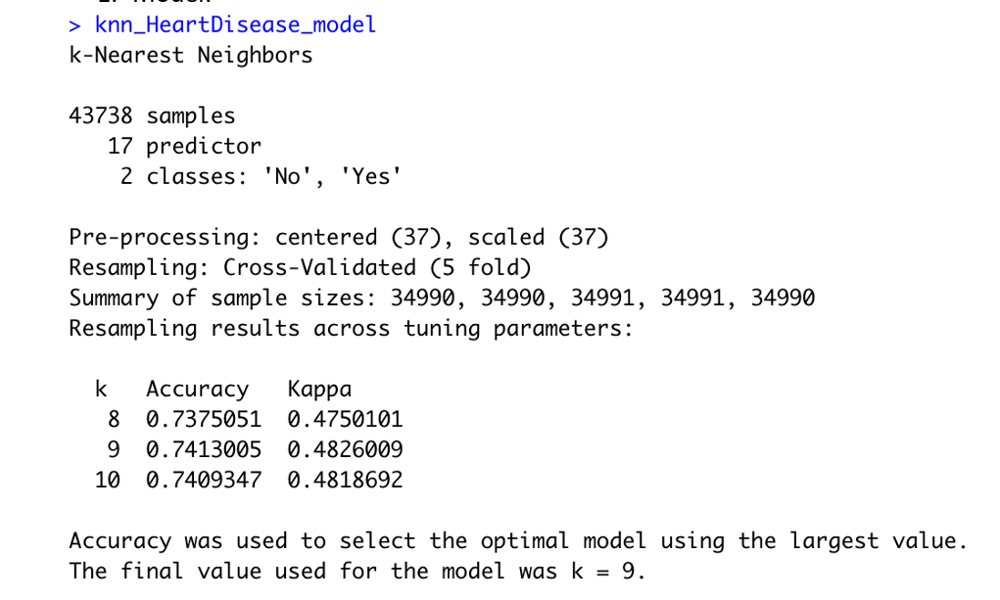 > knn_HeartDisease_model
k-Nearest Neighbors
43738 samples
17 predictor
2 classes: 'No', 'Yes'
Pre-processing: centered (37), scaled (37)
Resampling: Cross-Validated (5 fold)
Summary of sample sizes: 34990, 34990, 34991, 34991, 34990
Resampling results across tuning parameters:
k Accuracy Kappa
8 0.7375051 0.4750101
9 0.7413005 0.4826009
10 0.7409347 0.4818692
Accuracy was used to select the optimal model using the largest value.
The final value used for the model was k = 9.